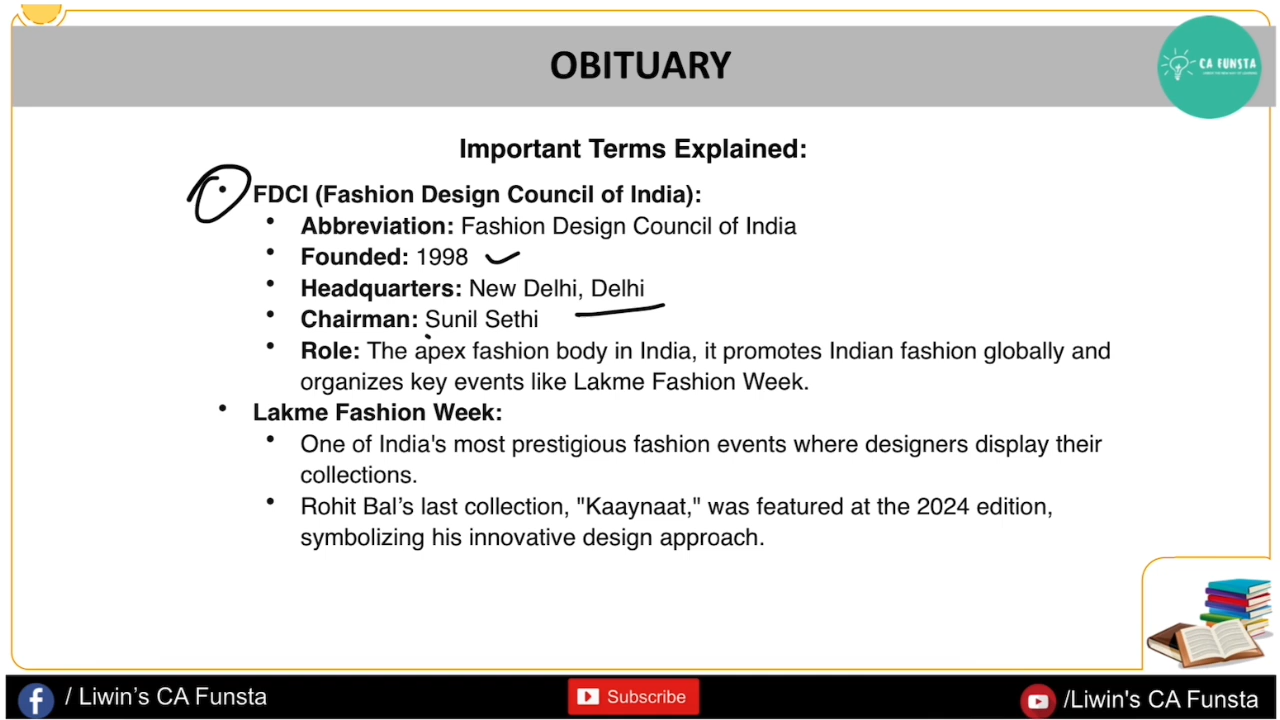 OBITUARY
CA FUNSTA
Important Terms Explained:
• FDCI (Fashion Design Council of India):
• Abbreviation: Fashion Design Council of India
• Founded: 1998
• Headquarters: New Delhi, Delhi
• Chairman: Sunil Sethi
• Role: The apex fashion body in India, it promotes Indian fashion globally and
organizes key events like Lakme Fashion Week.
• Lakme Fashion Week:
• One of India's most prestigious fashion events where designers display their
collections.
• Rohit Bal’s last collection, "Kaaynaat," was featured at the 2024 edition,
symbolizing his innovative design approach.
/ Liwin’s CA Funsta
Subscribe
/Liwin's CA Funsta